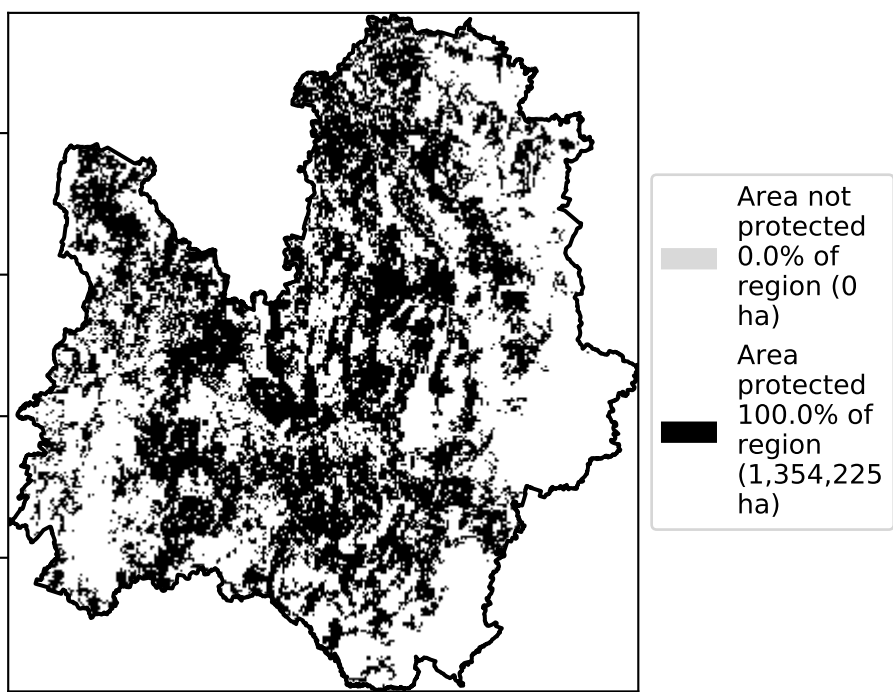 Area not
protected
0.0% of
region (0
ha)
Area
protected
100.0% of
region
(1,354,225
ha)